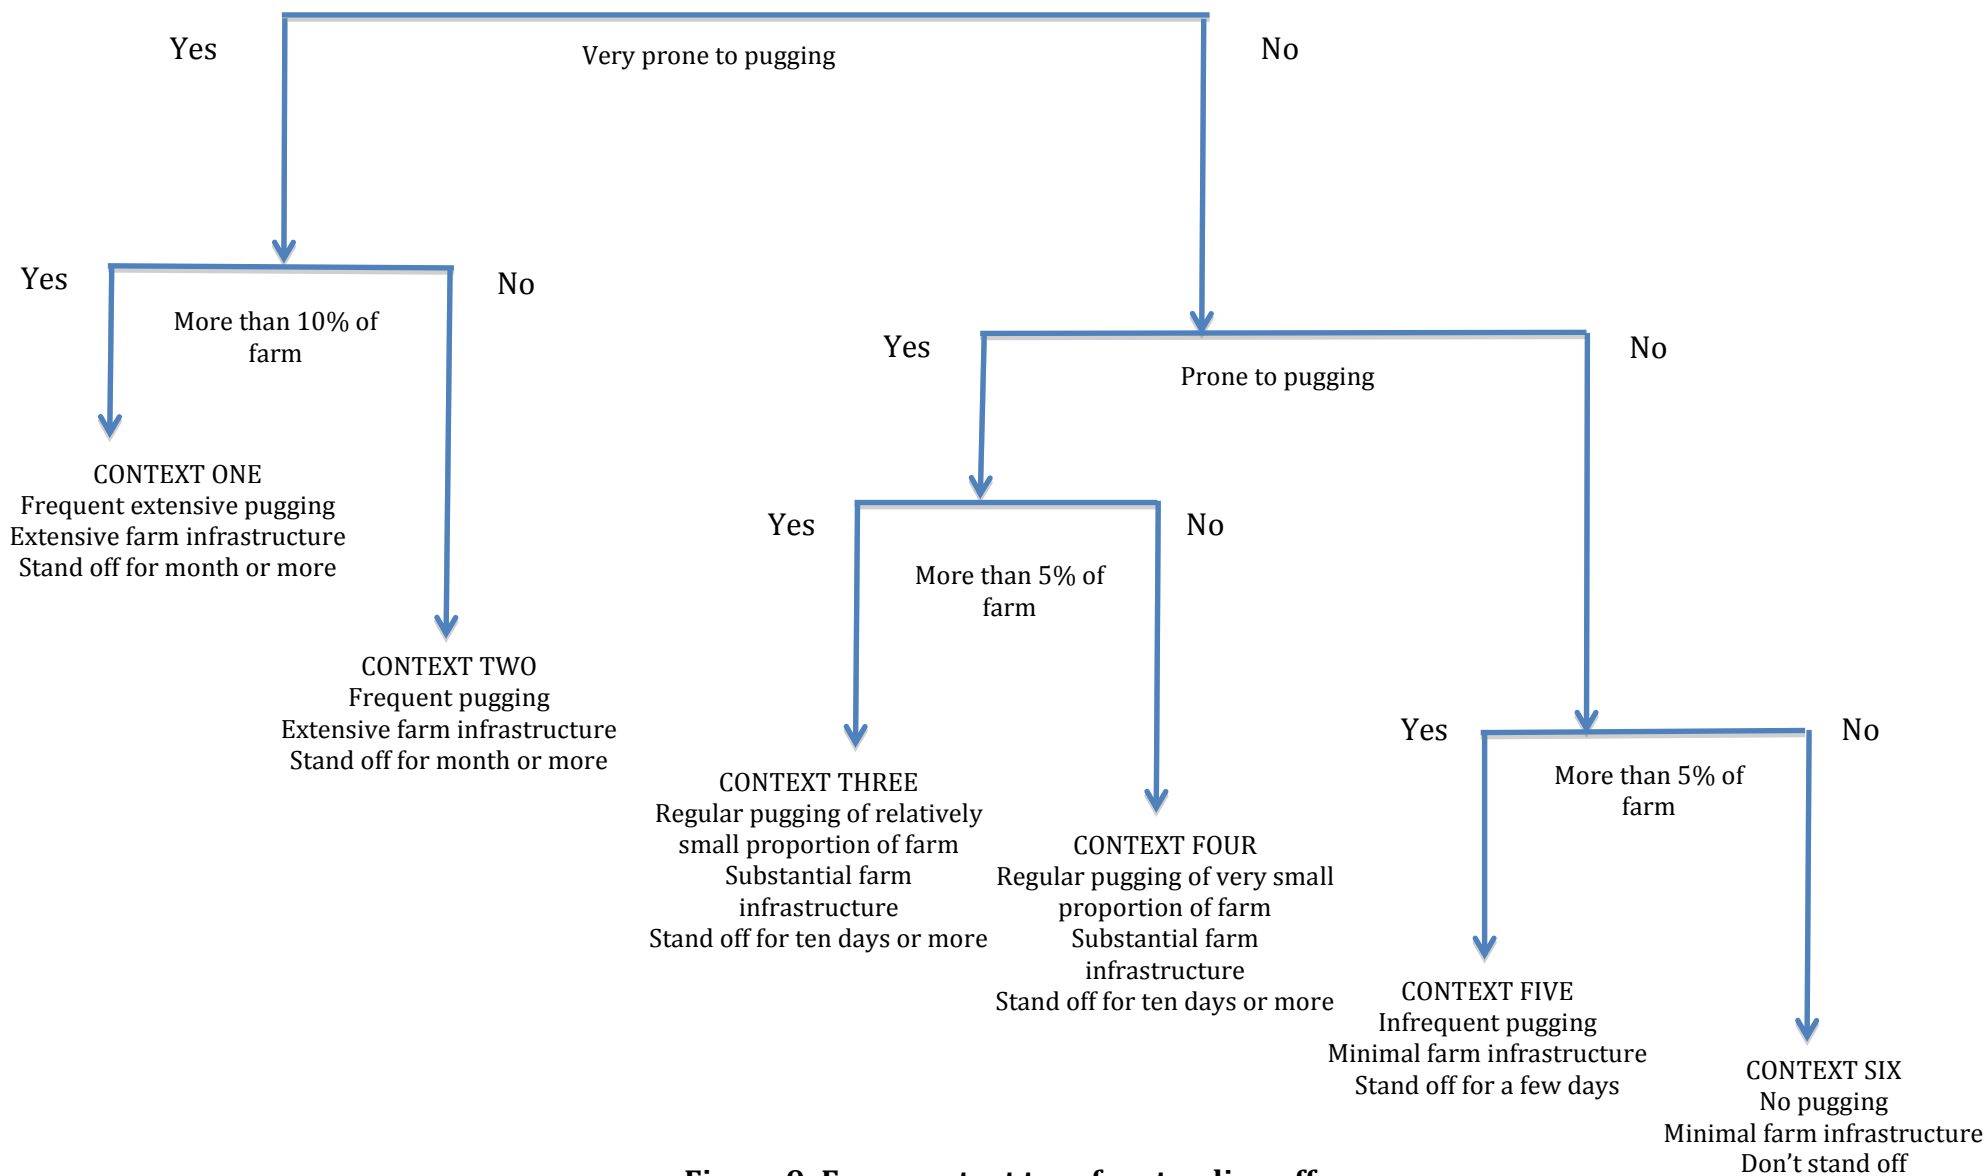 Yes
Very prone to pugging
No
Yes
More than 10% of
farm
No
Yes
Prone to pugging
No
CONTEXT ONE
Frequent extensive pugging
Extensive farm infrastructure
Stand off for month or more
Yes
More than 5% of
farm
No
CONTEXT TWO
Frequent pugging
Extensive farm infrastructure
Stand off for month or more
CONTEXT THREE
Regular pugging of relatively
small proportion of farm
Substantial farm
infrastructure
Stand off for ten days or more
CONTEXT FOUR
Regular pugging of very small
proportion of farm
Substantial farm
infrastructure
Stand off for ten days or more
Yes
More than 5% of
farm
No
CONTEXT FIVE
Infrequent pugging
Minimal farm infrastructure
Stand off for a few days
CONTEXT SIX
No pugging
Minimal farm infrastructure
Don't stand off